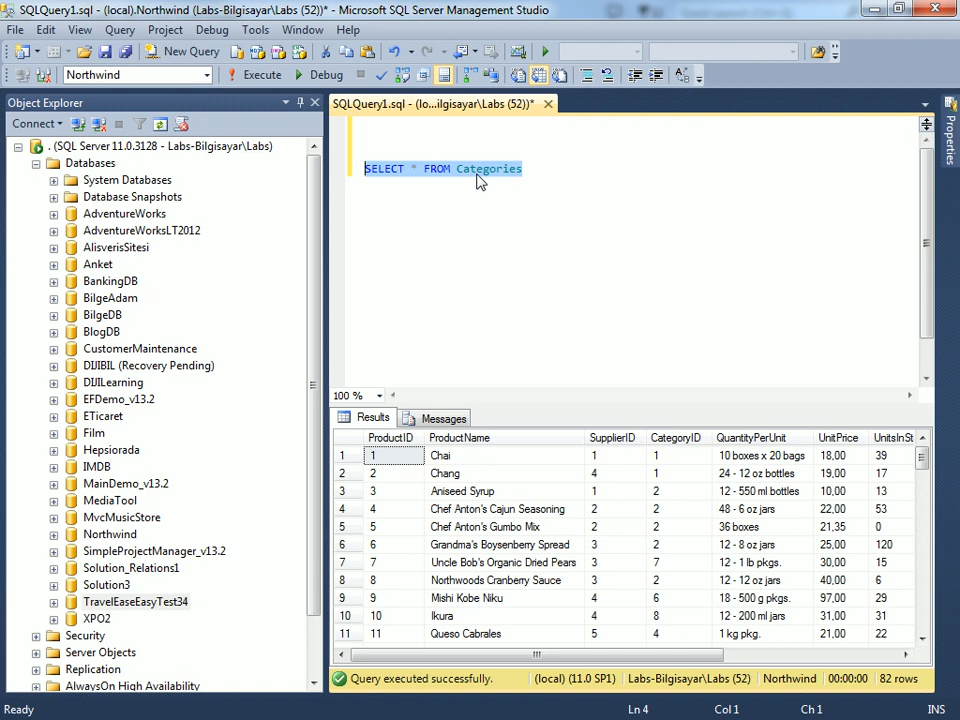 SQLQuery1.sql - (local).Northwind (Labs-Bilgisayar\Labs (52))* - Microsoft SQL Server Management Studio
File Edit View Query Project Debug Tools Window Help
New Query
Northwind Execute Debug
Object Explorer
Connect
. (SQL Server 11.0.3128 - Labs-Bilgisayar\Labs)
Databases
System Databases
Database Snapshots
AdventureWorks
AdventureWorksLT2012
AlisverisSitesi
Anket
BankingDB
BilgeAdam
BilgeDB
BlogDB
CustomerMaintenance
DIJIBIL (Recovery Pending)
DIJILearning
EFDemo_v13.2
ETicaret
Film
Hepsiorada
IMDB
MainDemo_v13.2
MediaTool
MvcMusicStore
Northwind
SimpleProjectManager_v13.2
Solution_Relations1
Solution3
TravelEaseEasyTest34
XPO2
Security
Server Objects
Replication
AlwaysOn High Availability
SQLQuery1.sql - (lo...ilgisayar\Labs (52))*
SELECT * FROM Categories
100 %
Results Messages
ProductID ProductName SupplierID CategoryID QuantityPerUnit UnitPrice UnitsInSt
1 1 Chai 1 1 10 boxes x 20 bags 18,00 39
2 2 Chang 4 1 24 - 12 oz bottles 19,00 17
3 3 Aniseed Syrup 1 2 12 - 550 ml bottles 10,00 13
4 4 Chef Anton's Cajun Seasoning 2 2 48 - 6 oz jars 22,00 53
5 5 Chef Anton's Gumbo Mix 2 2 36 boxes 21,35 0
6 6 Grandma's Boysenberry Spread 3 2 12 - 8 oz jars 25,00 120
7 7 Uncle Bob's Organic Dried Pears 3 7 12 - 1 lb pkgs. 30,00 15
8 8 Northwoods Cranberry Sauce 3 2 12 - 12 oz jars 40,00 6
9 9 Mishi Kobe Niku 4 6 18 - 500 g pkgs. 97,00 29
10 10 Ikura 4 8 12 - 200 ml jars 31,00 31
11 11 Queso Cabrales 5 4 1 kg pkg. 21,00 22
Query executed successfully. (local) (11.0 SP1) Labs-Bilgisayar\Labs (52) Northwind 00:00:00 82 rows
Properties
Ready Ln 4 Col 1 Ch 1 INS